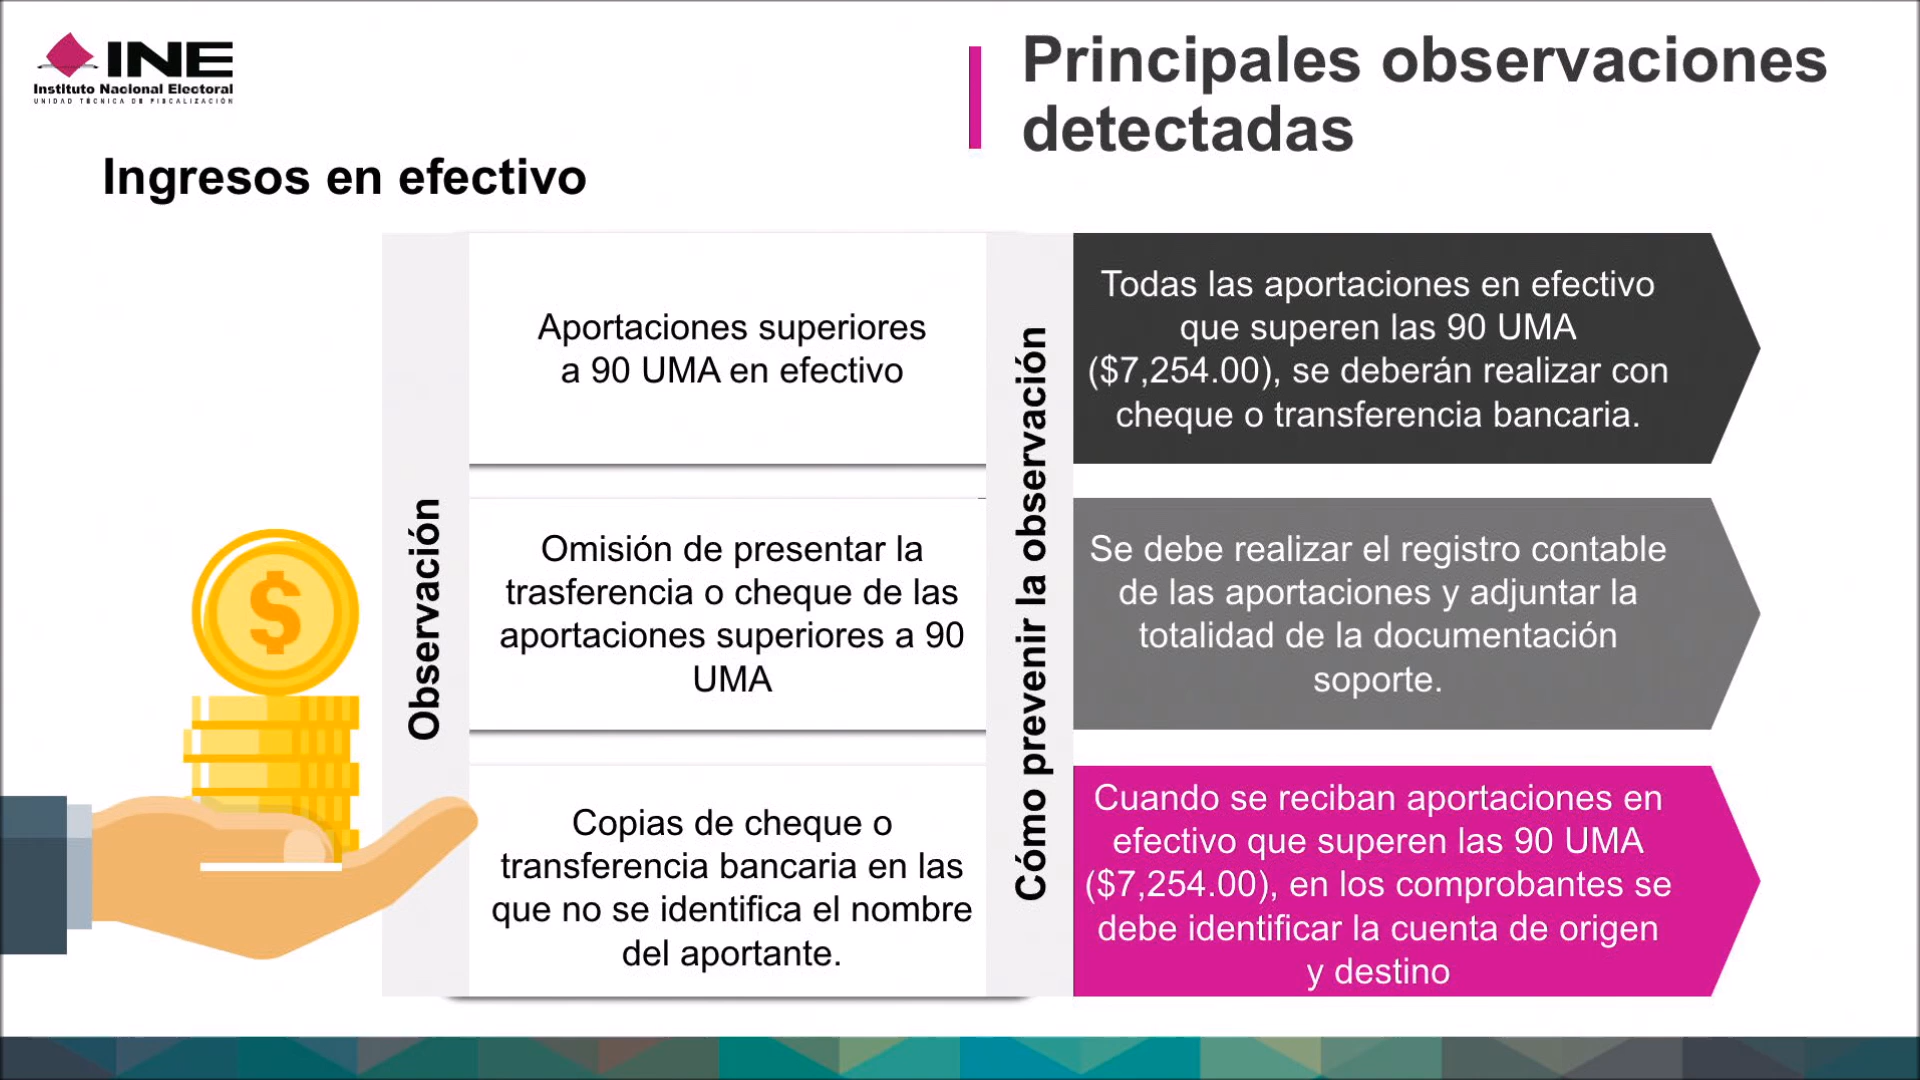 INE
Instituto Nacional Electoral
UNIDAD TÉCNICA DE FISCALIZACIÓN
Principales observaciones
detectadas
Ingresos en efectivo
Observación
Aportaciones superiores
a 90 UMA en efectivo
Omisión de presentar la
trasferencia o cheque de las
aportaciones superiores a 90
UMA
Copias de cheque o
transferencia bancaria en las
que no se identifica el nombre
del aportante.
Cómo prevenir la observación
Todas las aportaciones en efectivo
que superen las 90 UMA
($7,254.00), se deberán realizar con
cheque o transferencia bancaria.
Se debe realizar el registro contable
de las aportaciones y adjuntar la
totalidad de la documentación
soporte.
Cuando se reciban aportaciones en
efectivo que superen las 90 UMA
($7,254.00), en los comprobantes se
debe identificar la cuenta de origen
y destino
$